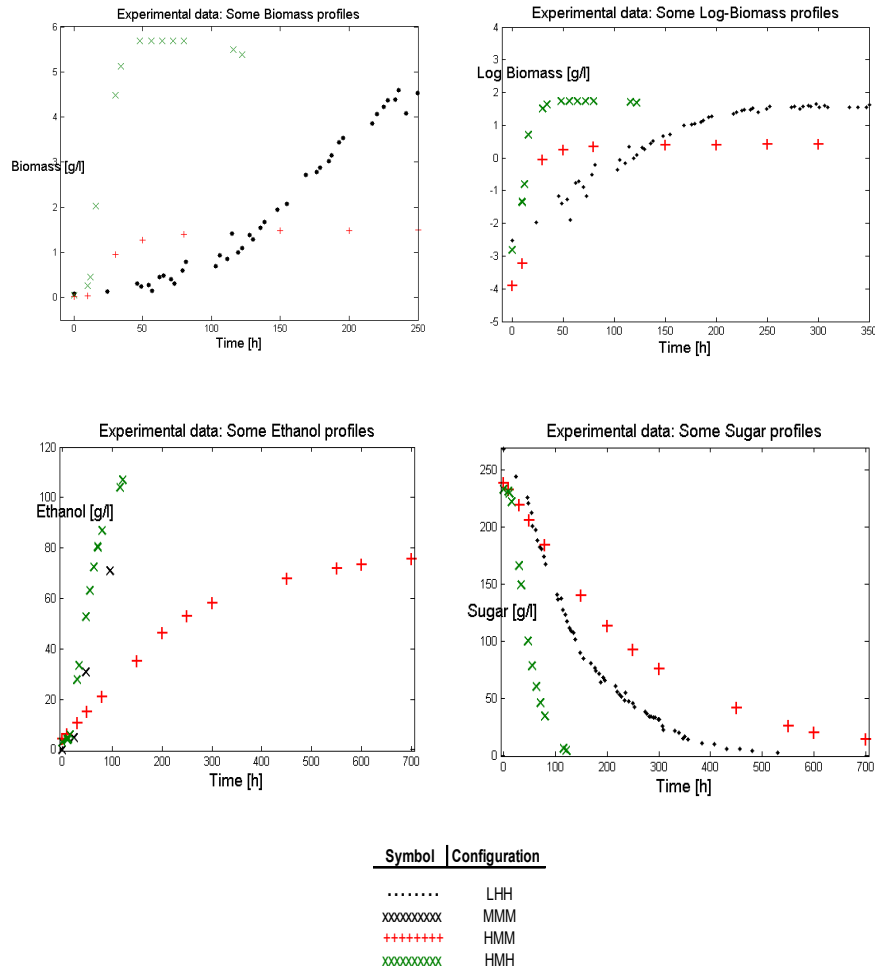 Experimental data: Some Biomass profiles
6
5
4
3
2
1
0
Biomass [g/l]
0 50 100 150 200 250
Time [h]
Experimental data: Some Log-Biomass profiles
4
3
2
1
0
-1
-2
-3
-4
-5
Log Biomass [g/l]
0 50 100 150 200 250 300 350
Time [h]
Experimental data: Some Ethanol profiles
120
100
80
60
40
20
0
Ethanol [g/l]
0 100 200 300 400 500 600 700
Time [h]
Experimental data: Some Sugar profiles
250
200
150
100
50
0
Sugar [g/l]
0 100 200 300 400 500 600 700
Time [h]
Symbol Configuration
LHH
xxxxxxxxx MMM
++++++++ HMM
xxxxxxxxx HMH